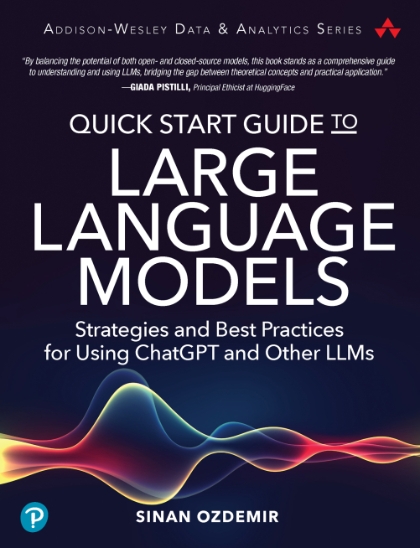 ADDISON-WESLEY DATA & ANALYTICS SERIES
"By balancing the potential of both open- and closed-source models, this book stands as a comprehensive guide
to understanding and using LLMs, bridging the gap between theoretical concepts and practical application."
—GIADA PISTILLI, Principal Ethicist at HuggingFace
QUICK START GUIDE TO
LARGE
LANGUAGE
MODELS
Strategies and Best Practices
for Using ChatGPT and Other LLMs
P
SINAN OZDEMIR